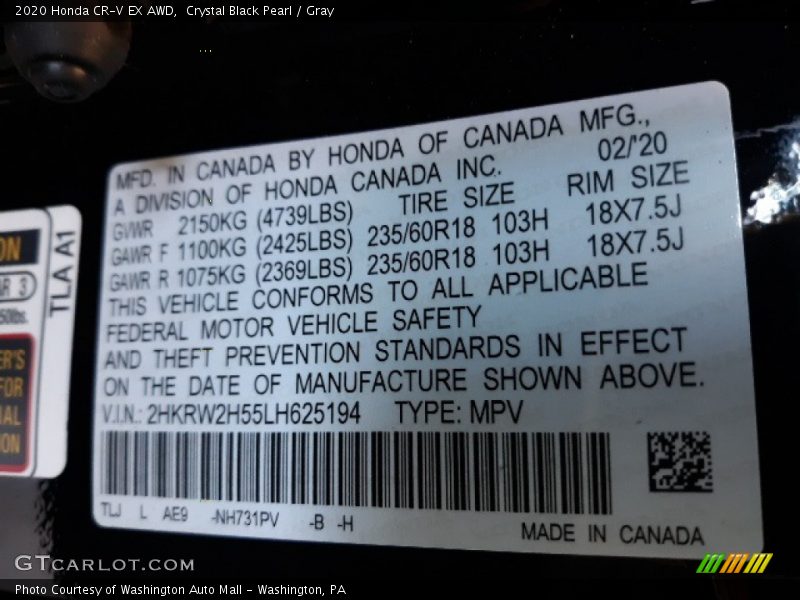 2020 Honda CR-V EX AWD, Crystal Black Pearl / Gray
MFD. IN CANADA BY HONDA OF CANADA MFG.,
A DIVISION OF HONDA CANADA INC. 02/'20
GVWR 2150KG (4739LBS) TIRE SIZE RIM SIZE
GAWR F 1100KG (2425LBS) 235/60R18 103H 18X7.5J
GAWR R 1075KG (2369LBS) 235/60R18 103H 18X7.5J
THIS VEHICLE CONFORMS TO ALL APPLICABLE
FEDERAL MOTOR VEHICLE SAFETY
AND THEFT PREVENTION STANDARDS IN EFFECT
ON THE DATE OF MANUFACTURE SHOWN ABOVE.
V.I.N.: 2HKRW2H55LH625194 TYPE: MPV
TLJ L AE9 -NH731PV -B -H
MADE IN CANADA
TLA A1
GTCARLOT.COM
Photo Courtesy of Washington Auto Mall - Washington, PA